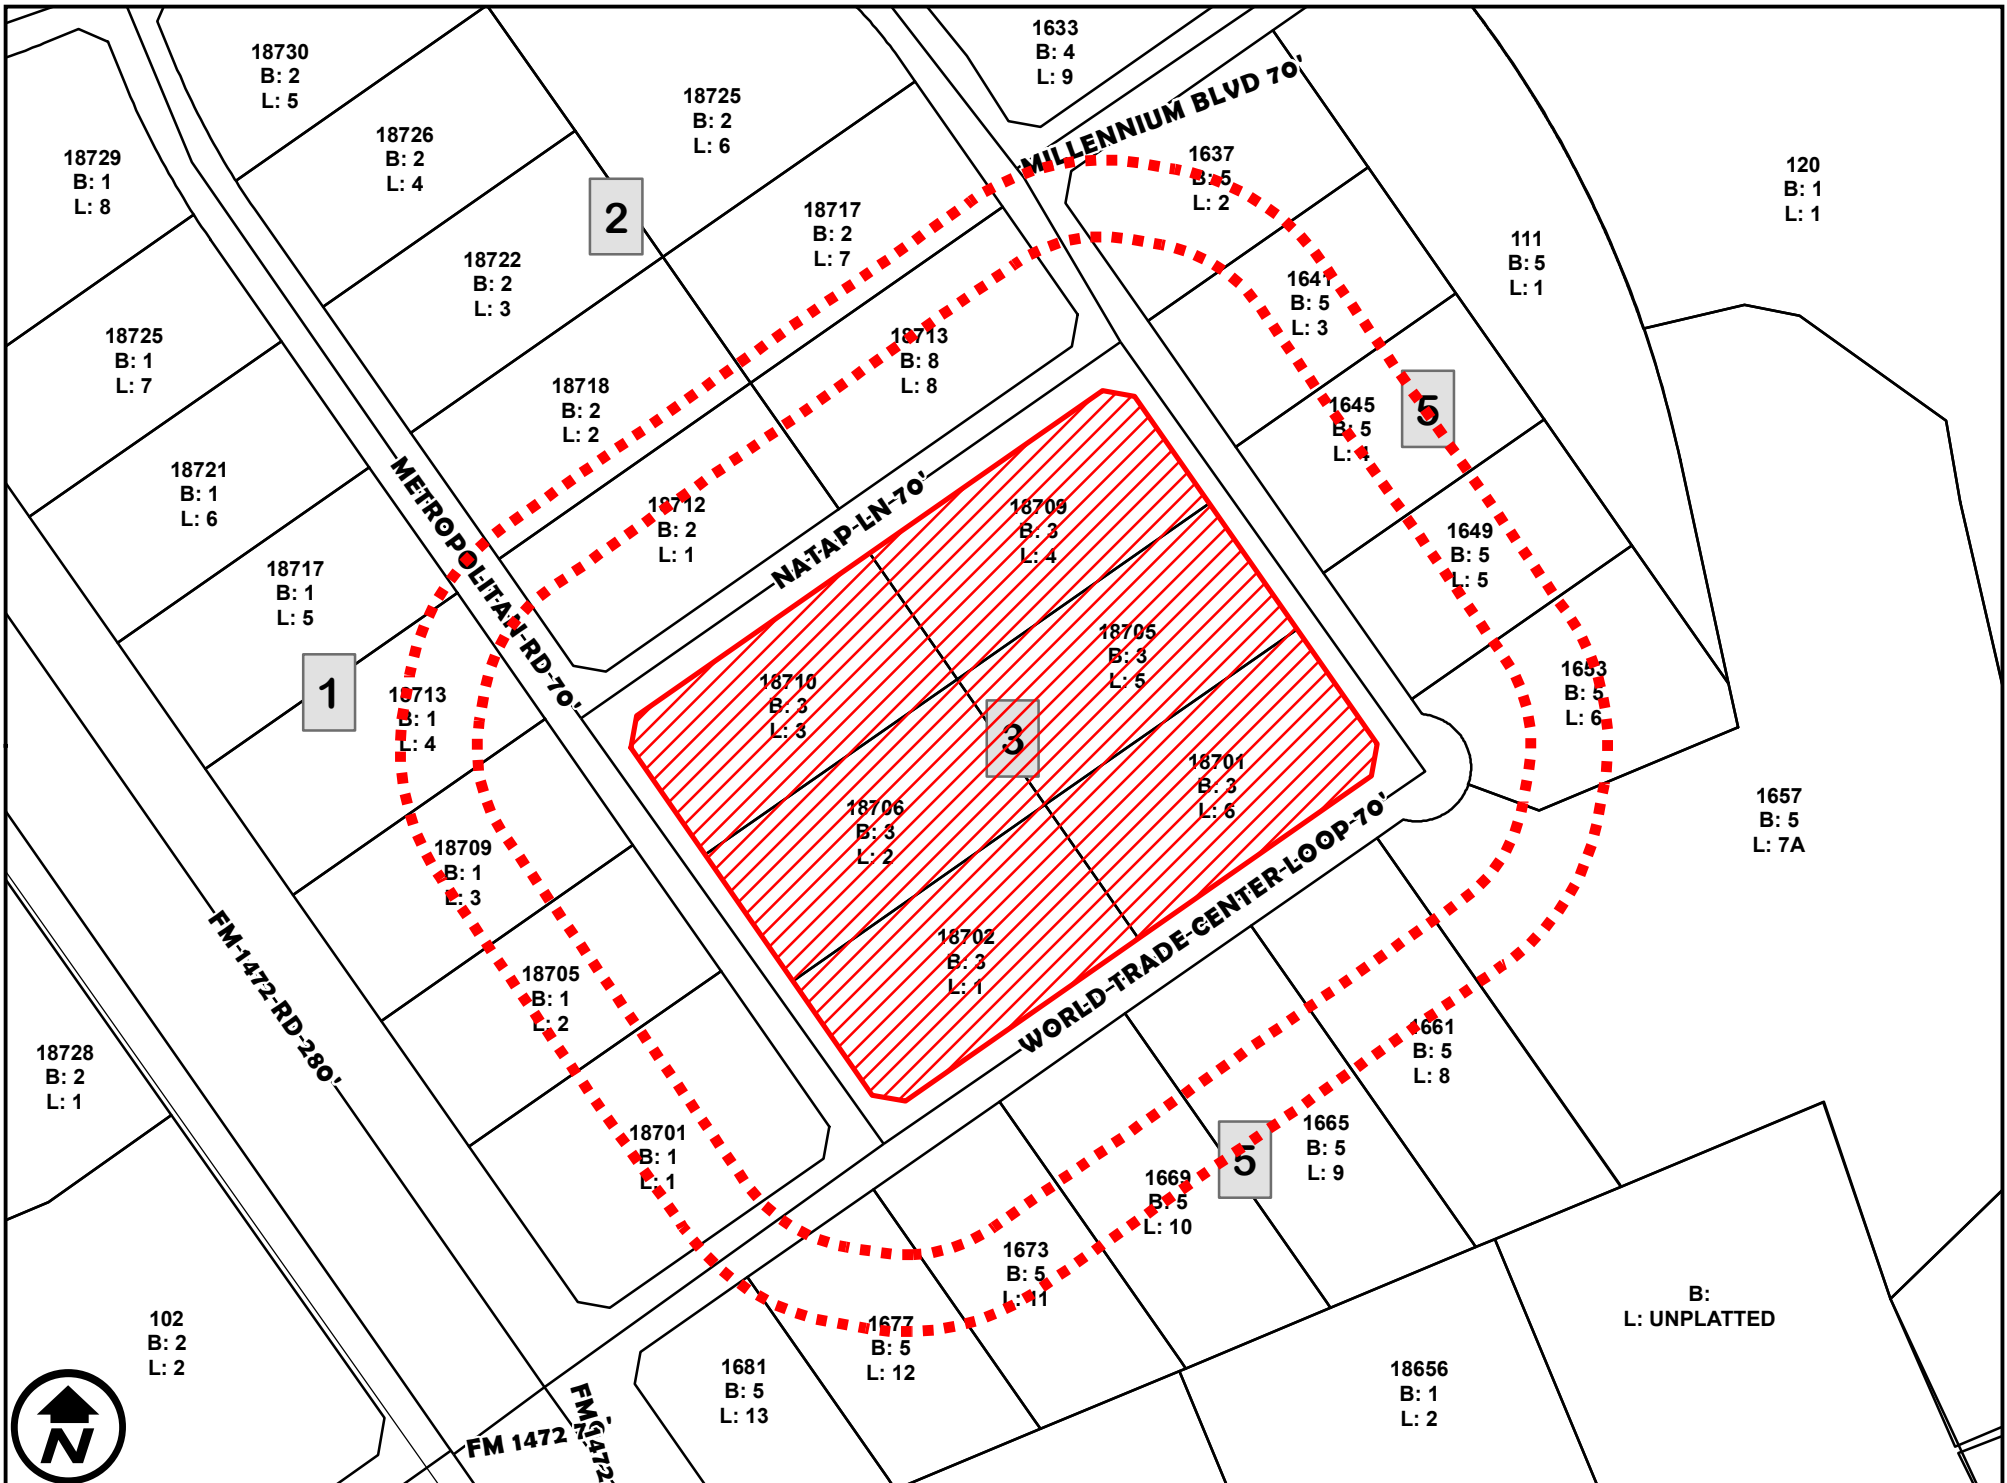 1633
B: 4
L: 9
18730
B: 2
L: 5
18725
B: 2
L: 6
MILLENNIUM BLVD 70'
18726
B: 2
L: 4
18729
B: 1
L: 8
1637
B: 5
L: 2
120
B: 1
L: 1
2
18717
B: 2
L: 7
111
B: 5
L: 1
18722
B: 2
L: 3
1641
B: 5
L: 3
18725
B: 1
L: 7
18713
B: 8
L: 8
18718
B: 2
L: 2
1645
B: 5
L: 4
5
18721
B: 1
L: 6
METROPOLITAN RD 70'
18712
B: 2
L: 1
NATAP LN 70'
18709
B: 3
L: 4
1649
B: 5
L: 5
18717
B: 1
L: 5
18705
B: 3
L: 5
1
18713
B: 1
L: 4
18710
B: 3
L: 3
3
1653
B: 5
L: 6
18701
B: 3
L: 6
18706
B: 3
L: 2
1657
B: 5
L: 7A
18709
B: 1
L: 3
WORLD TRADE CENTER LOOP 70'
FM 1472 RD 280'
18702
B: 3
L: 1
18705
B: 1
L: 2
1661
B: 5
L: 8
18728
B: 2
L: 1
18701
B: 1
L: 1
5
1665
B: 5
L: 9
1669
B: 5
L: 10
1673
B: 5
L: 11
B:
L: UNPLATTED
102
B: 2
L: 2
1677
B: 5
L: 12
1681
B: 5
L: 13
18656
B: 1
L: 2
N
FM 1472